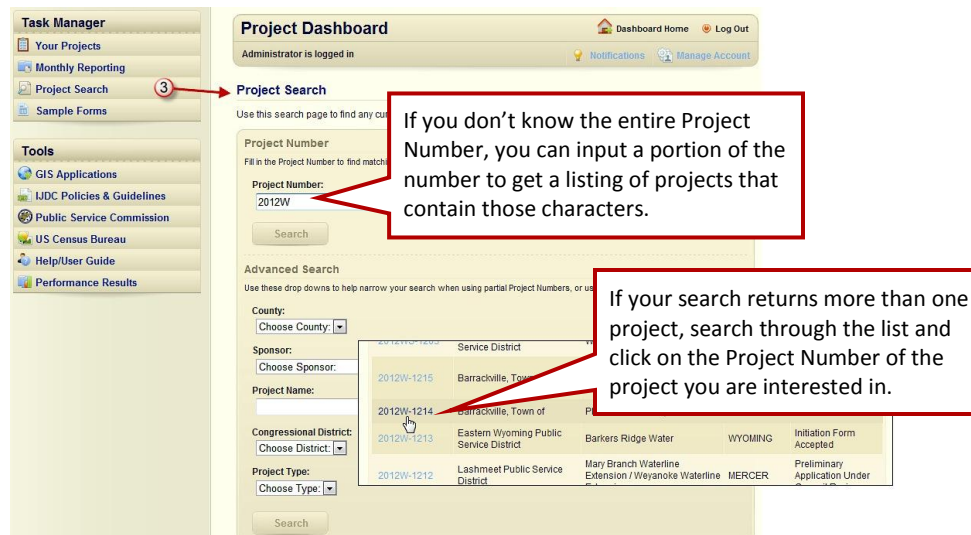 Task Manager
Your Projects
Monthly Reporting
Project Search
3
Sample Forms
Tools
GIS Applications
IJDC Policies & Guidelines
Public Service Commission
US Census Bureau
Help/User Guide
Performance Results
Project Dashboard
Dashboard Home
Log Out
Administrator is logged in
Notifications
Manage Account
Project Search
Use this search page to find any
Project Number
Fill in the Project Number to find
Project Number:
2012W
Search
If you don’t know the entire Project
Number, you can input a portion of the
number to get a listing of projects that
contain those characters.
Advanced Search
Use these drop downs to help narrow your search when using partial Project Numbers, or
County:
Choose County:
Sponsor:
Choose Sponsor:
Project Name:
Congressional District:
Choose District:
Project Type:
Choose Type:
Search
If your search returns more than one
project, search through the list and
click on the Project Number of the
project you are interested in.
Service District
2012W-1215 Barrackville,
2012W-1214 Barrackville, Town of
2012W-1213 Eastern Wyoming Public
Service District
Barkers Ridge Water
WYOMING
Initiation Form
Accepted
2012W-1212 Lashmeet Public Service
District
Mary Branch Waterline
Extension / Weyanoke Waterline
MERCER
Preliminary
Application Under